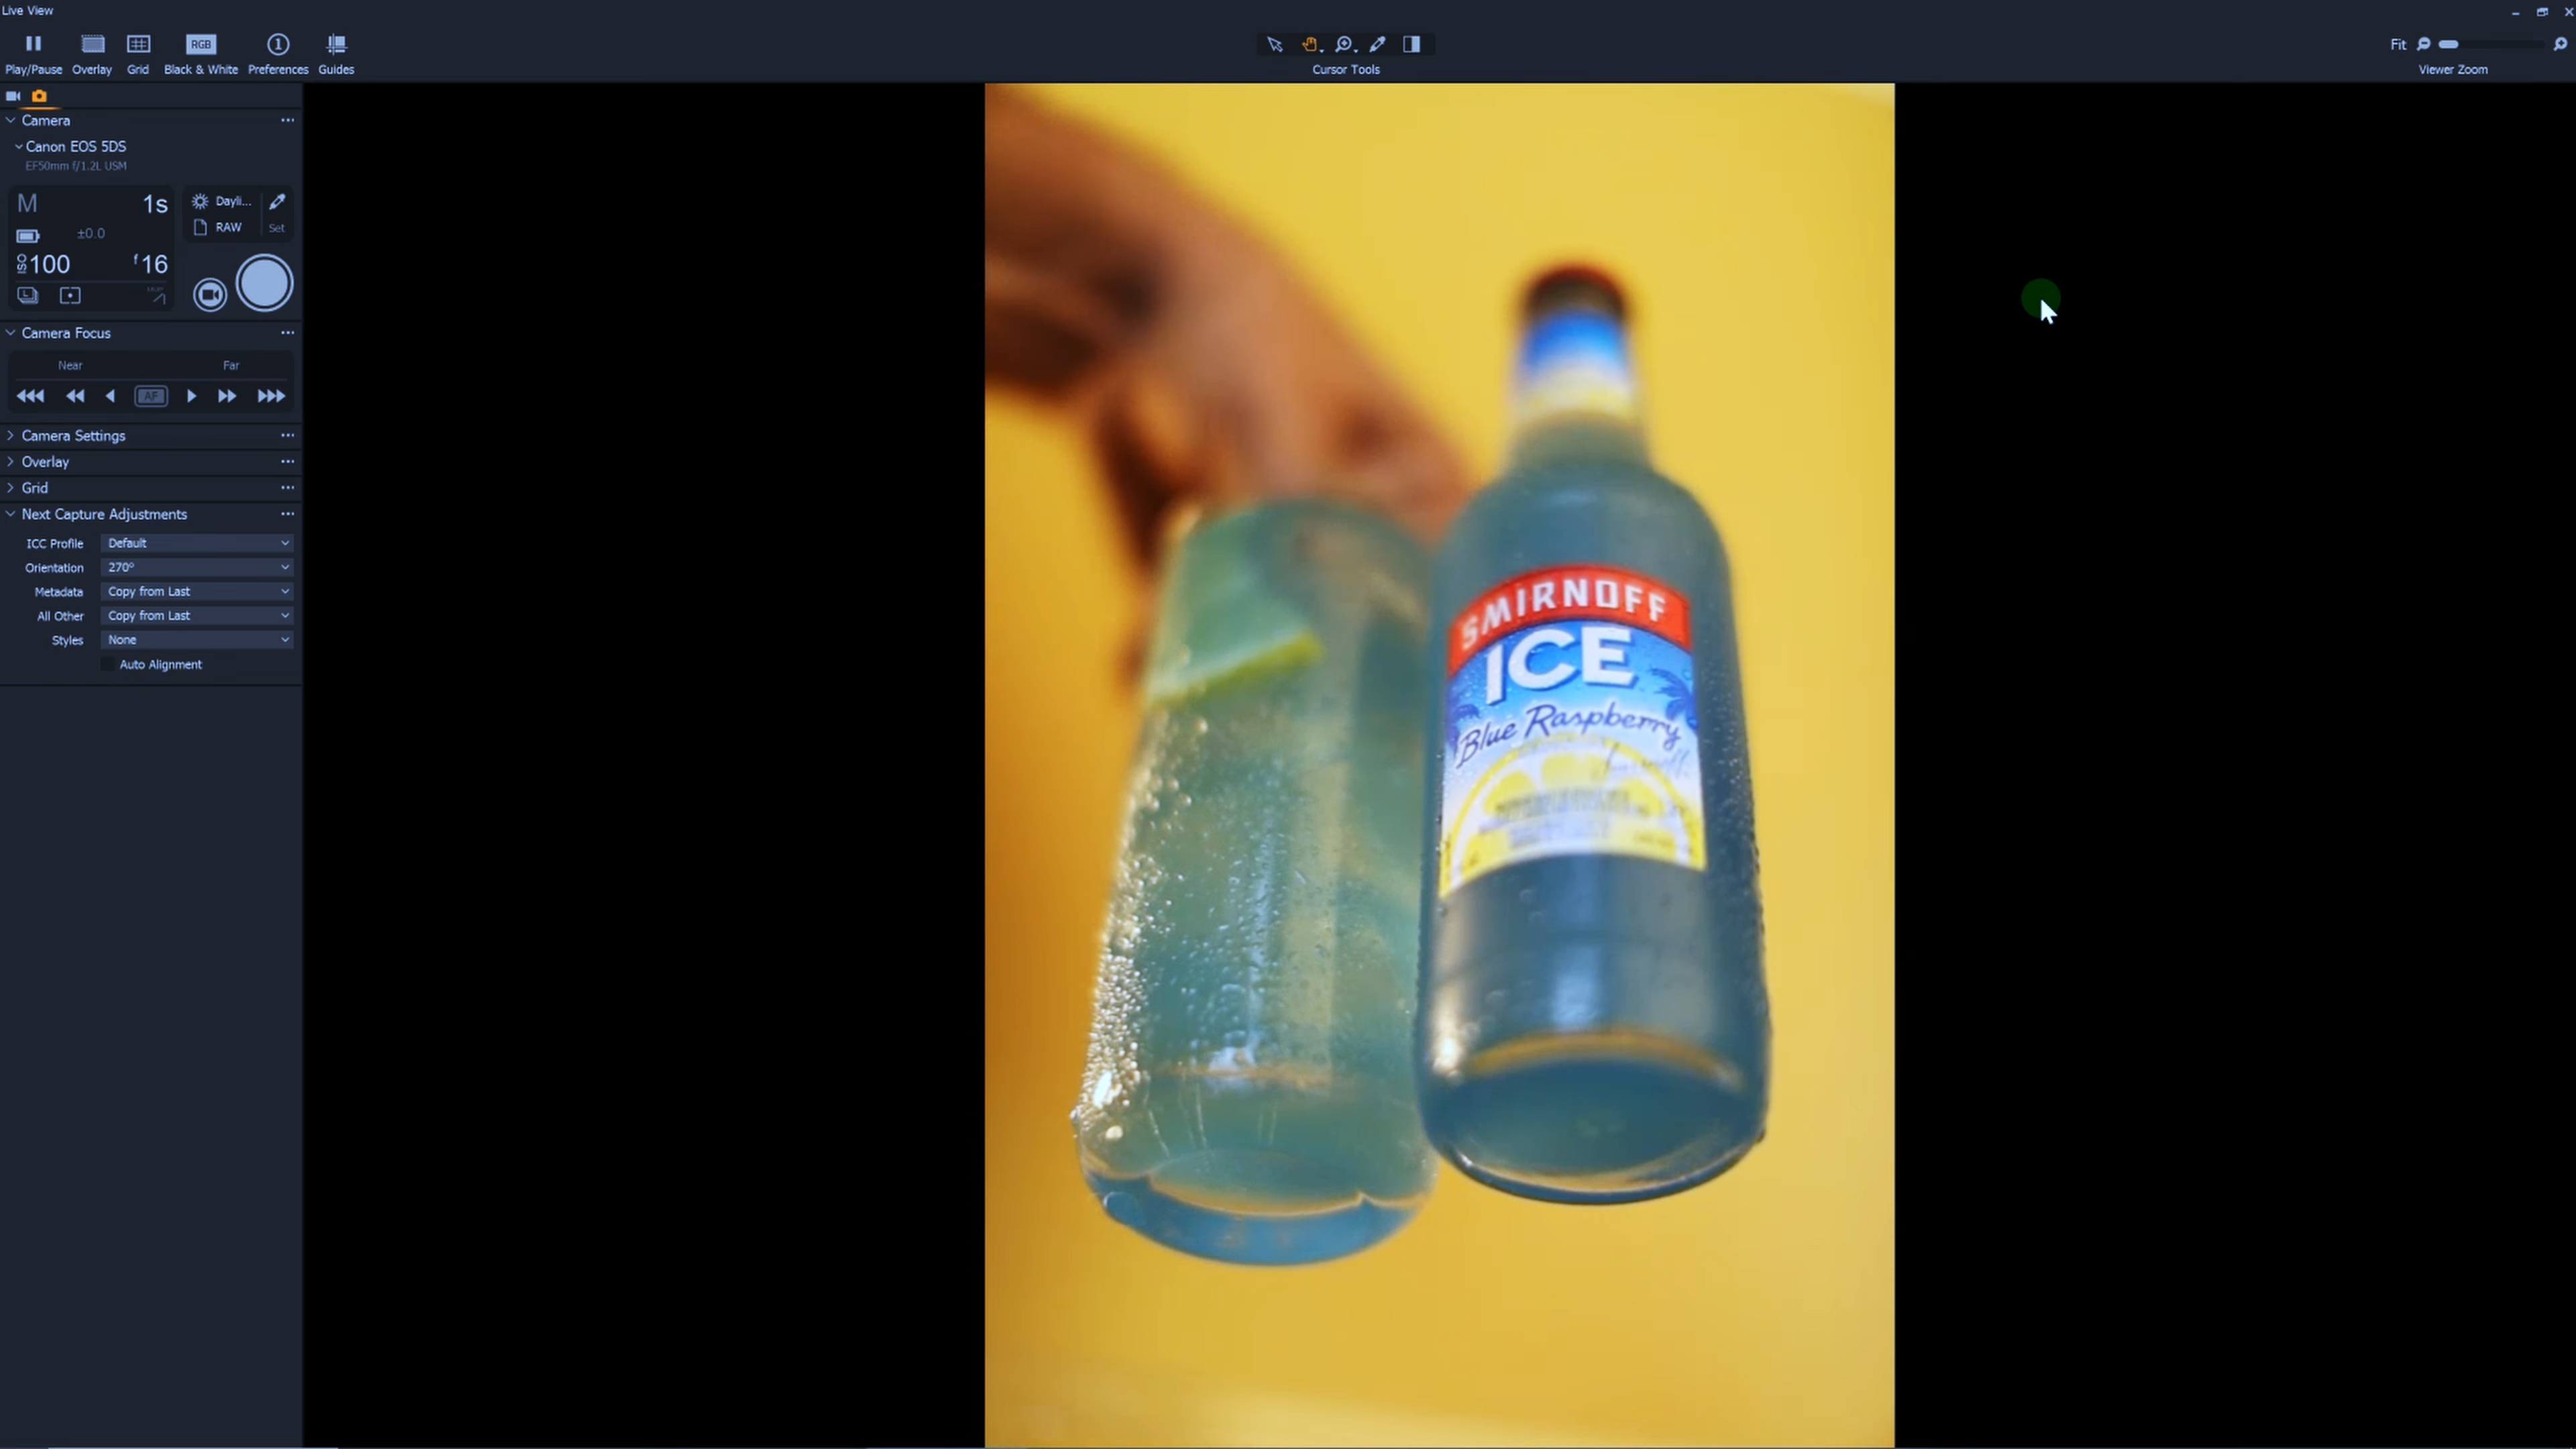 Live View
Play/Pause
Overlay
Grid
RGB
Black & White
Preferences
Guides
Cursor Tools
Fit
Viewer Zoom
Camera
Canon EOS 5DS
EF50mm f/1.2L USM
M
1s
Dayli...
±0.0
RAW
Set
ISO 100
f16
Camera Focus
Near
Far
AF
Camera Settings
Overlay
Grid
Next Capture Adjustments
ICC Profile
Default
Orientation
270°
Metadata
Copy from Last
All Other
Copy from Last
Styles
None
Auto Alignment
SMIRNOFF
ICE
Blue Raspberry